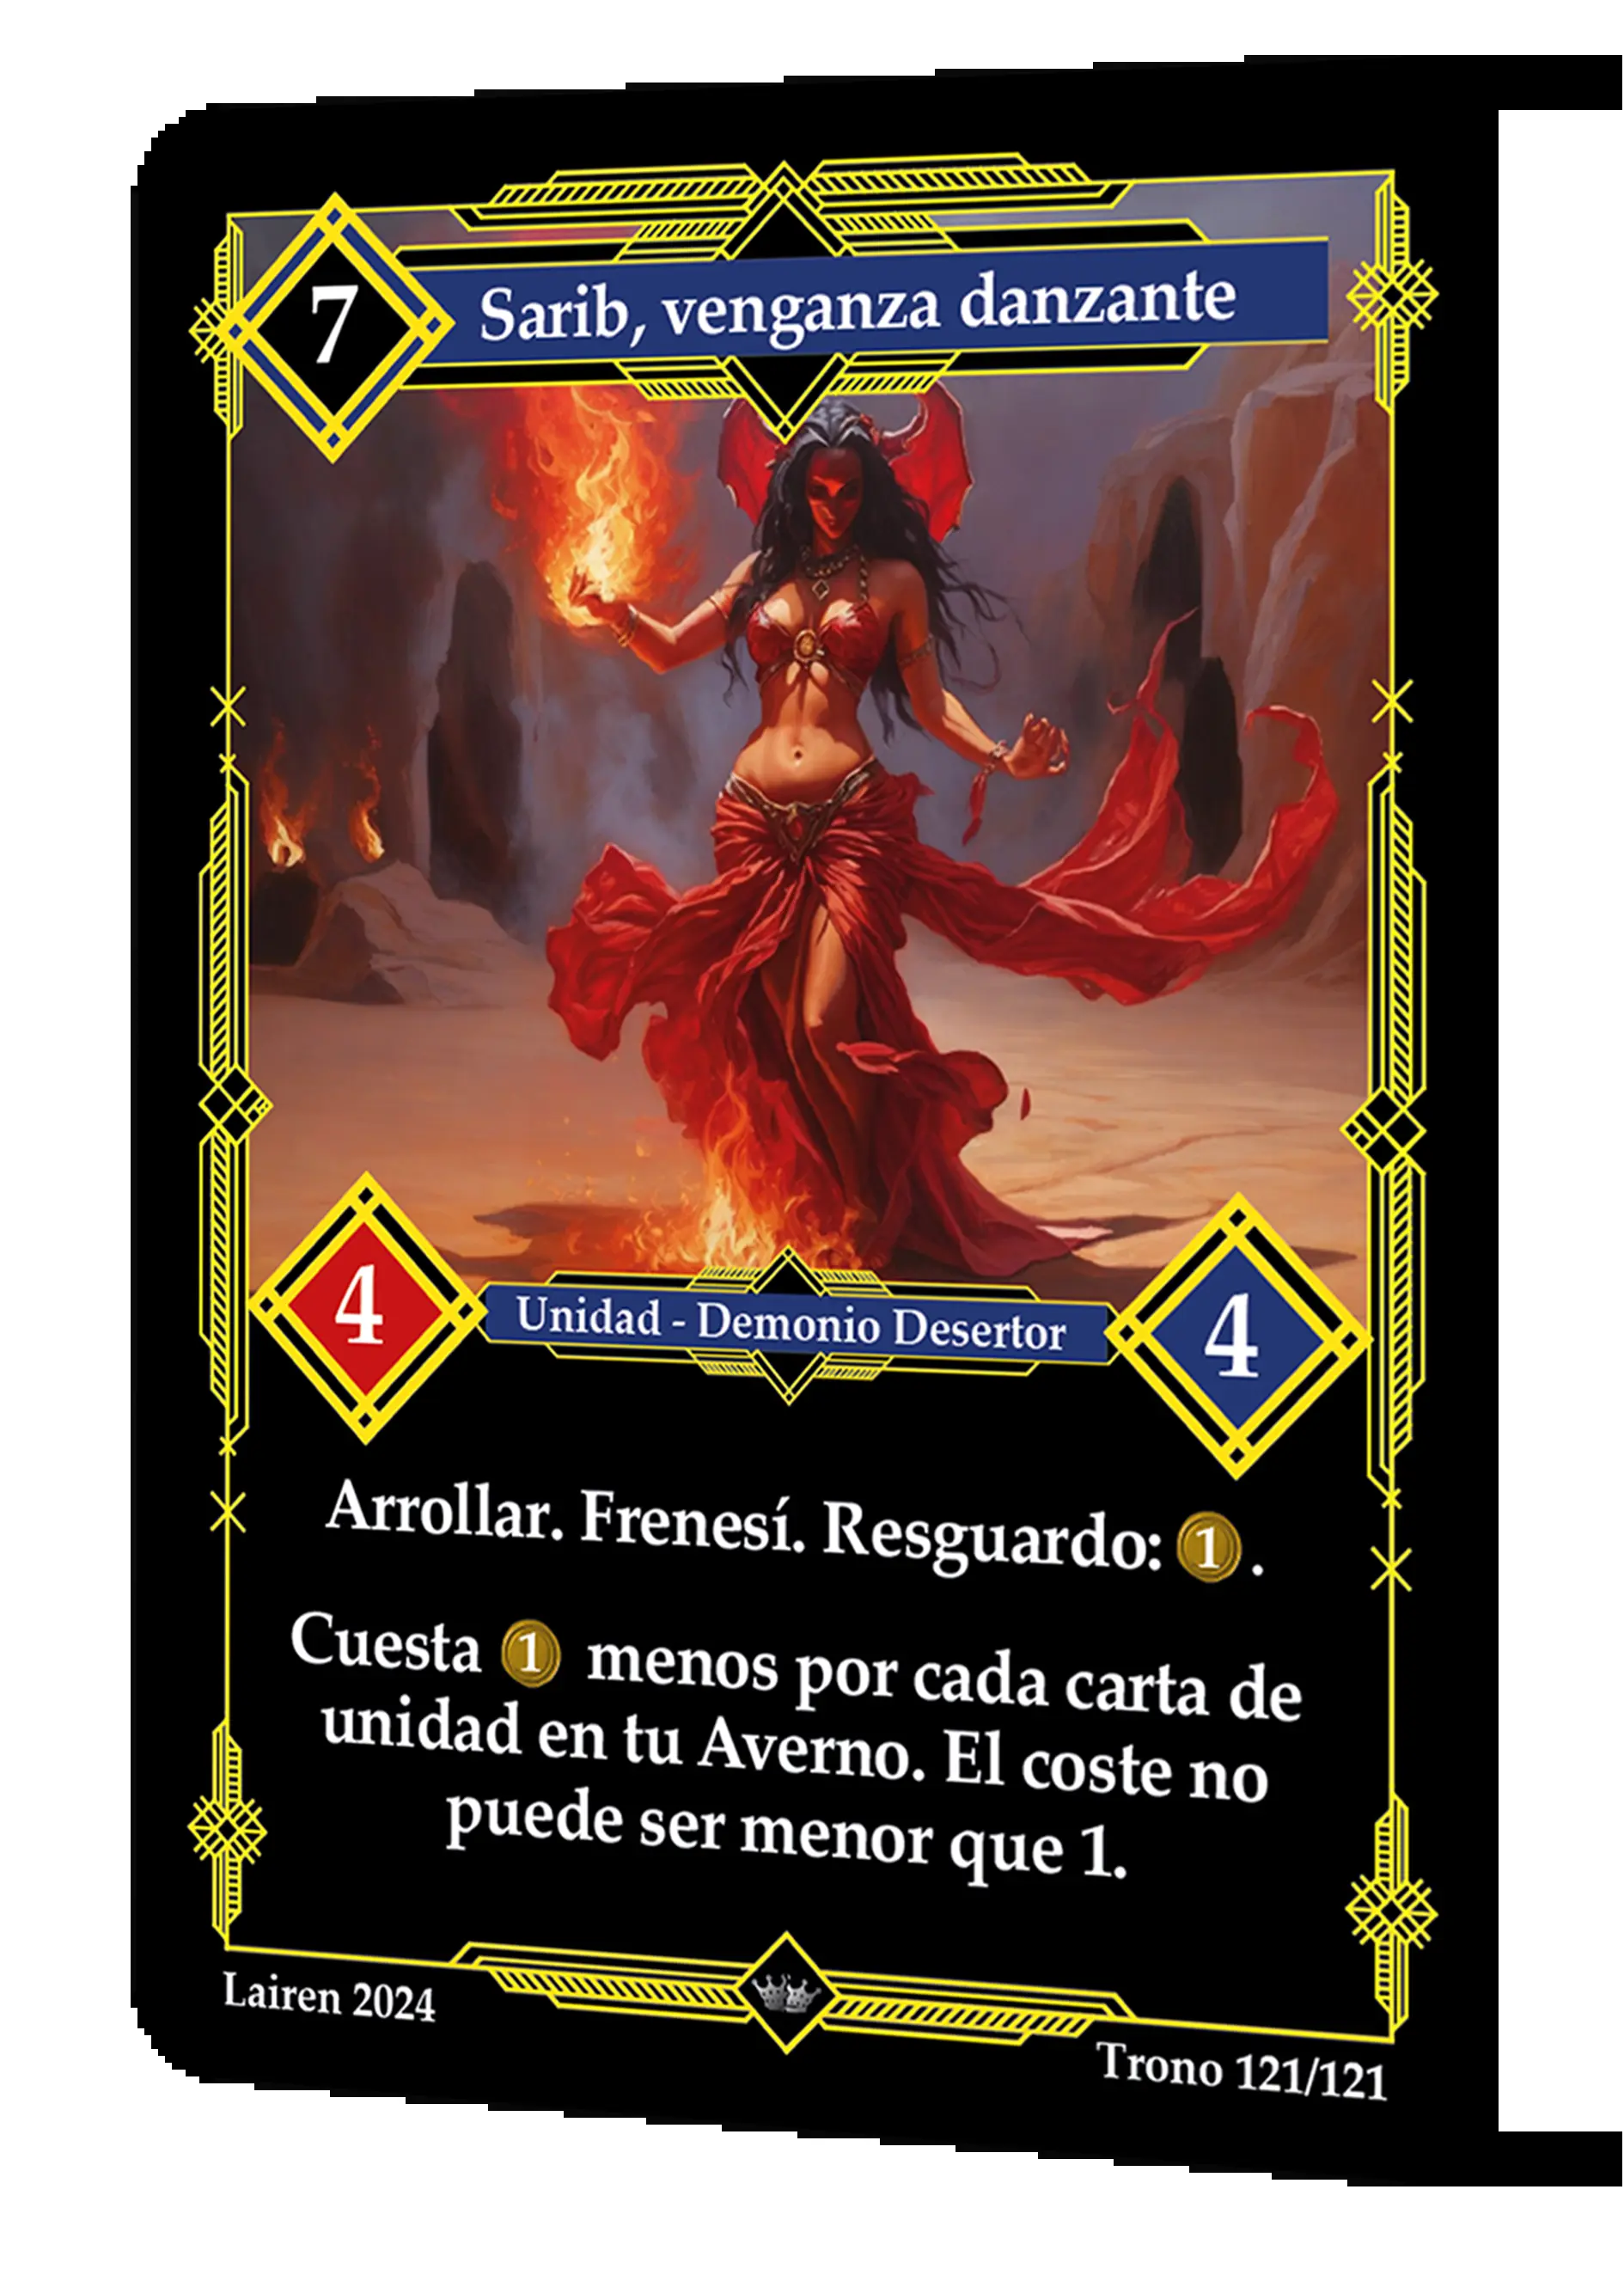 7
Sarib, venganza danzante
4
Unidad - Demonio Desertor
4
Arrollar. Frenesí. Resguardo: 1 .
Cuesta 1 menos por cada carta de
unidad en tu Averno. El coste no
puede ser menor que 1.
Lairen 2024
Trono 121/121